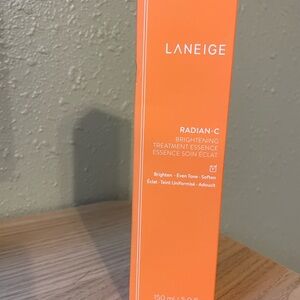 LANEIGE
RADIAN-C
BRIGHTENING
TREATMENT ESSENCE
ESSENCE SOIN ÉCLAT
Brighten · Even Tone · Soften
Éclat · Teint Uniformisé · Adoucit